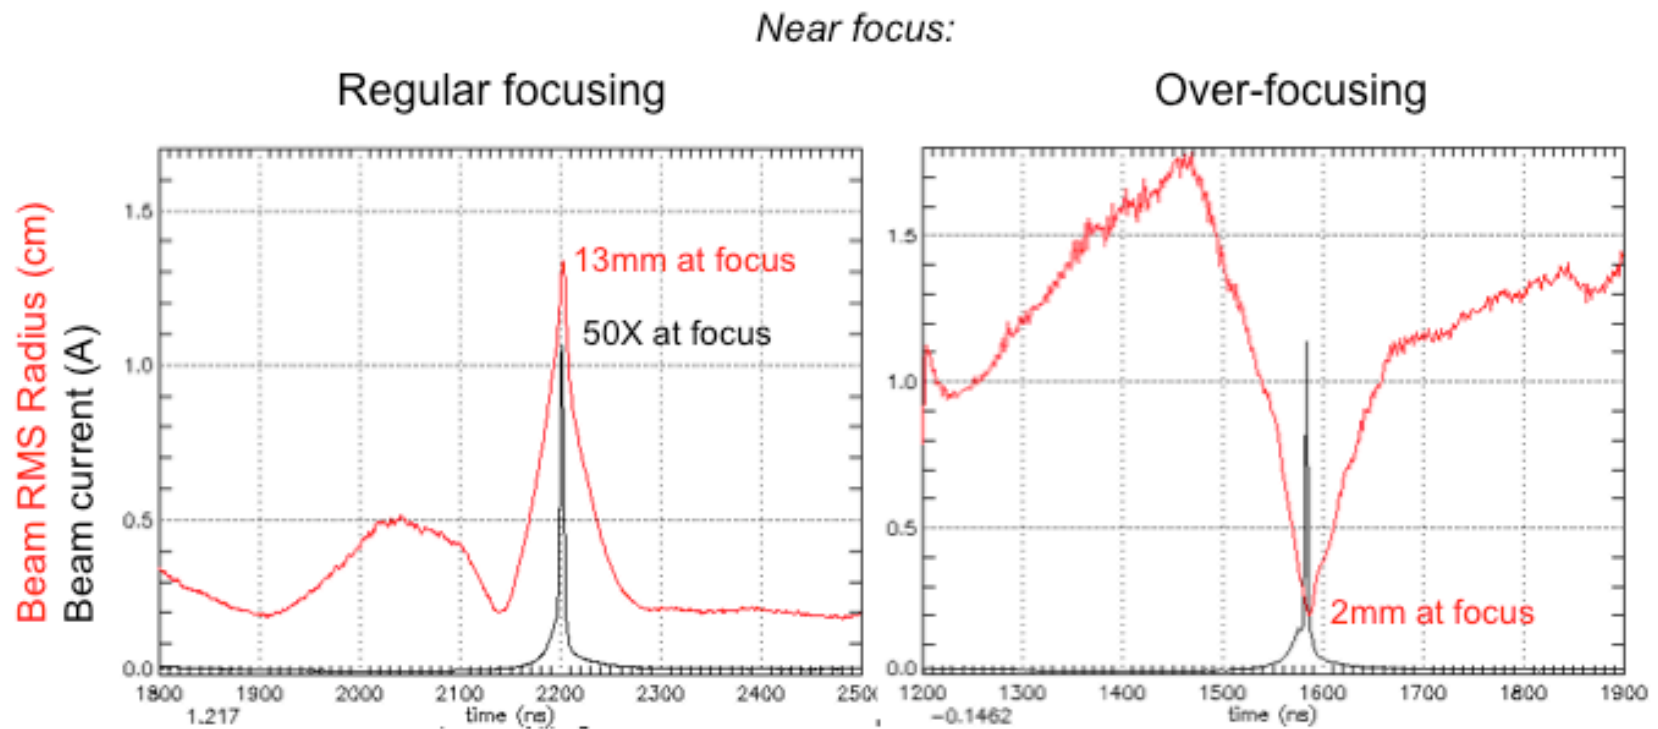 Near focus:
Regular focusing
Over-focusing
Beam RMS Radius (cm)
Beam current (A)
1.5
1.0
0.5
0.0
13mm at focus
50X at focus
1800 1900 2000 2100 2200 2300 2400
1.217
time (ns)
1.5
1.0
0.5
0.0
2mm at focus
1200 1300 1400 1500 1600 1700 1800 1900
-0.1462
time (ns)